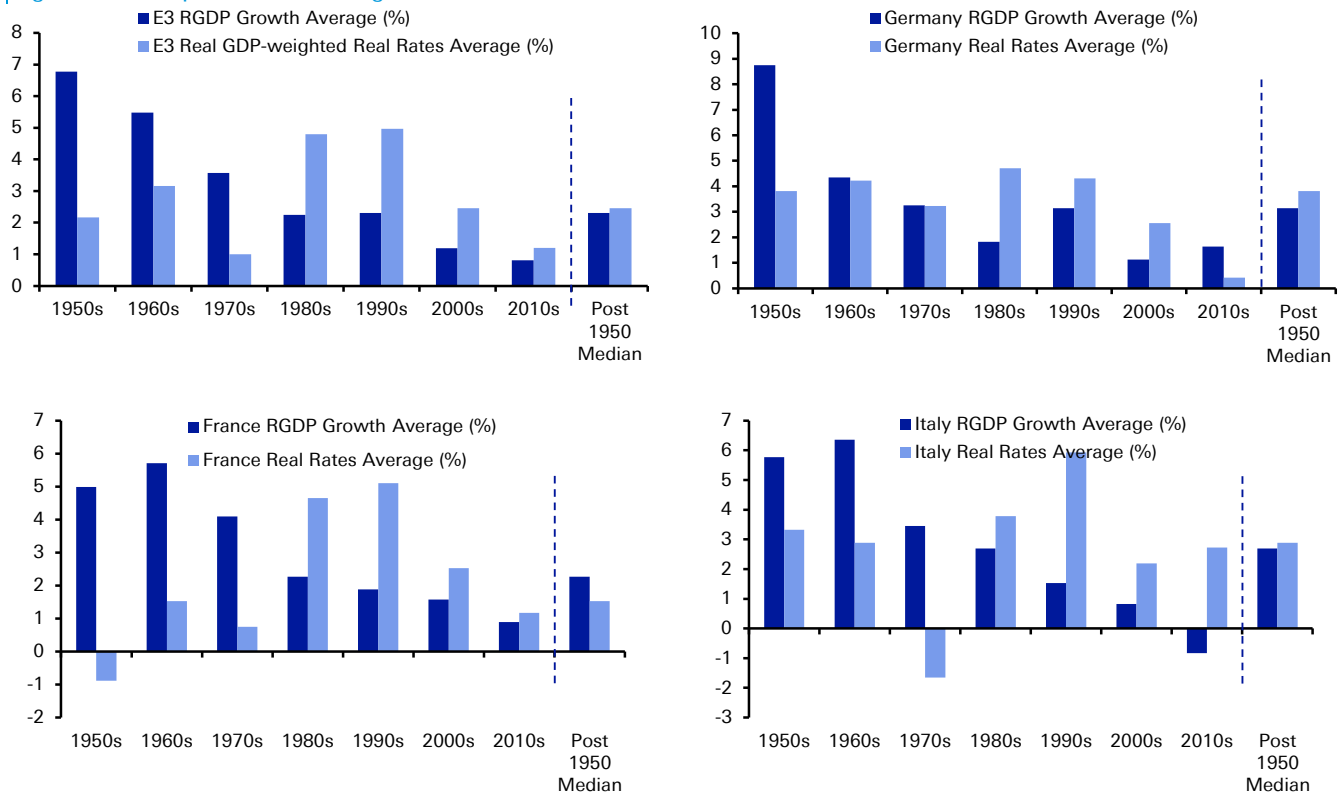 E3 RGDP Growth Average (%)
E3 Real GDP-weighted Real Rates Average (%)
8
7
6
5
4
3
2
1
0
1950s 1960s 1970s 1980s 1990s 2000s 2010s Post
1950
Median
Germany RGDP Growth Average (%)
Germany Real Rates Average (%)
10
9
8
7
6
5
4
3
2
1
0
1950s 1960s 1970s 1980s 1990s 2000s 2010s Post
1950
Median
France RGDP Growth Average (%)
France Real Rates Average (%)
7
6
5
4
3
2
1
0
-1
-2
1950s 1960s 1970s 1980s 1990s 2000s 2010s Post
1950
Median
Italy RGDP Growth Average (%)
Italy Real Rates Average (%)
7
6
5
4
3
2
1
0
-1
-2
-3
1950s 1960s 1970s 1980s 1990s 2000s 2010s Post
1950
Median